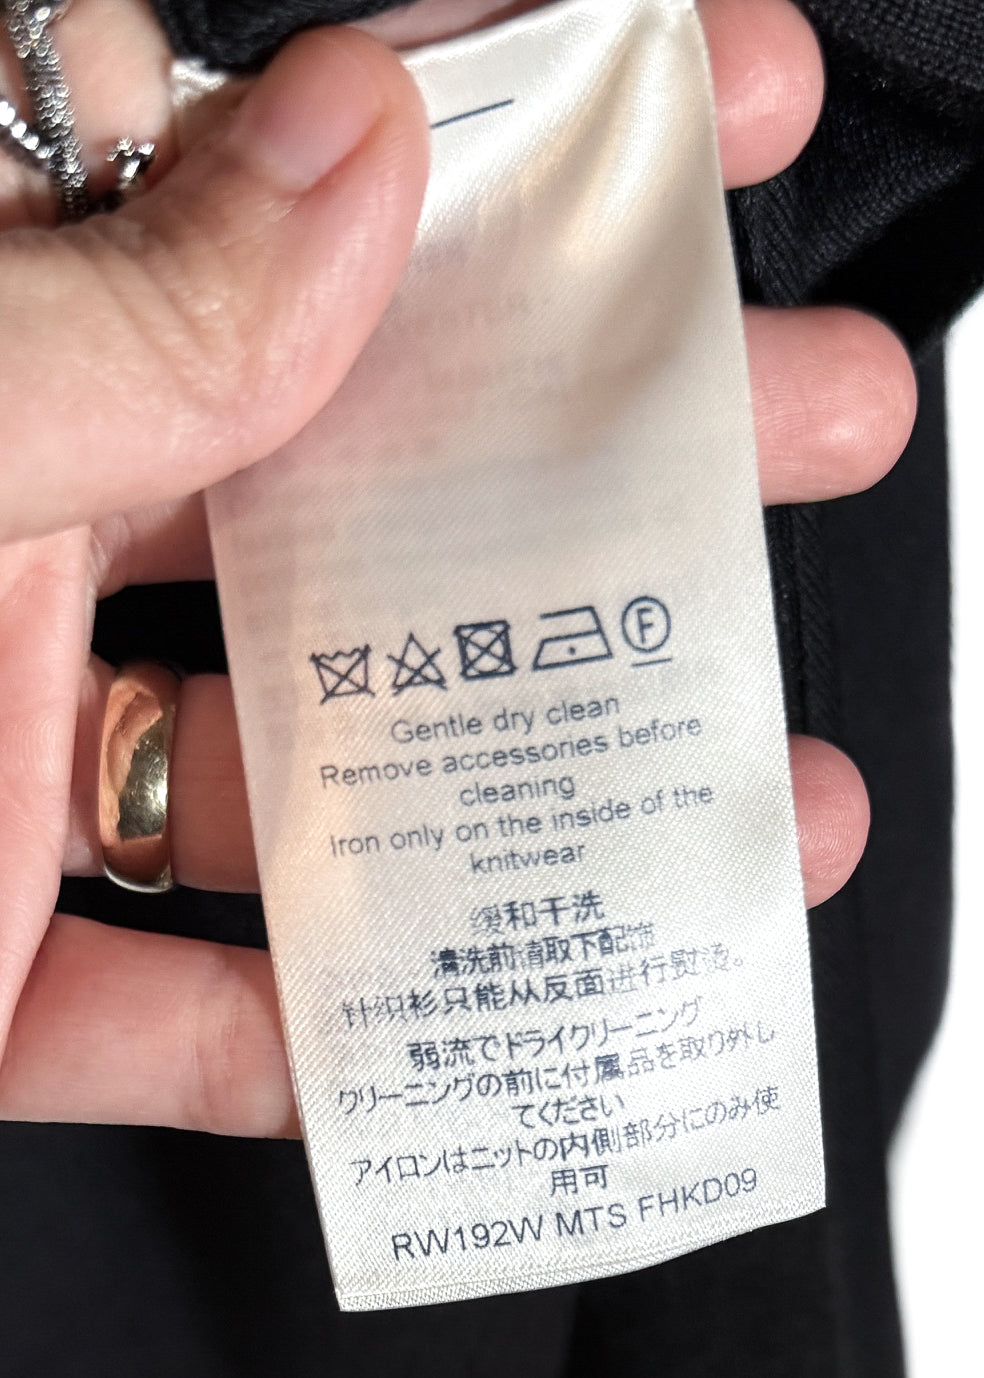 F
Gentle dry clean
Remove accessories before
cleaning
Iron only on the inside of the
knitwear
缓和干洗
清洗前请取下配饰
针织衫只能从反面进行熨烫。
弱流でドライクリーニング
クリーニングの前に付属品を取り外し
てください
アイロンはニットの内側部分にのみ使
用可
RW192W MTS FHKD09